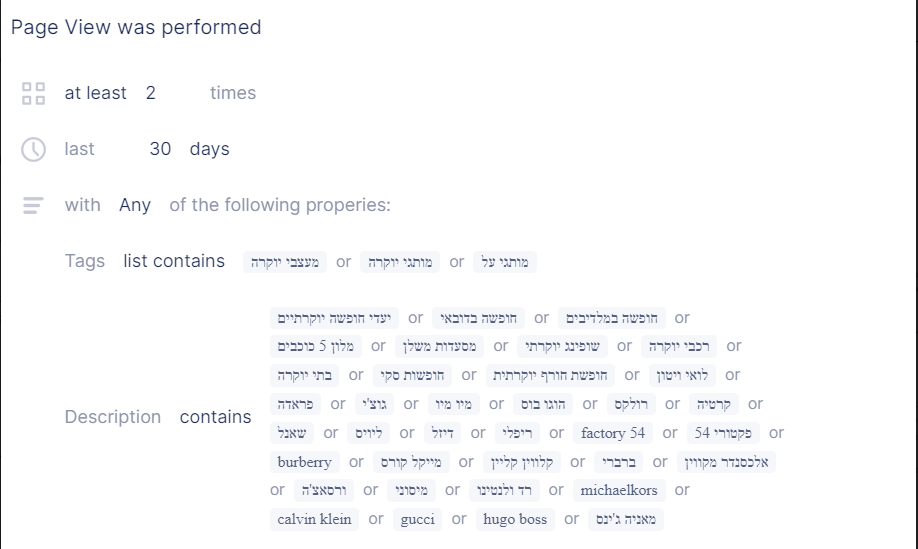 Page View was performed
at least 2 times
last 30 days
with Any of the following properies:
Tags list contains מעצבי יוקרה or מותגי יוקרה or מותגי על
יעדי חופשה יוקרתיים or חופשה בדובאי or חופשה במלדיבים or
מלון 5 כוכבים or מסעדות משלן or שופינג יוקרתי or רכבי יוקרה or
בתי יוקרה or חופשות סקי or חופשת חורף יוקרתית or לואי ויטון or
פראדה or גוצ'י or מיו מיו or הוגו בוס or רולקס or קרטיה or
Description contains
שאנל or ליויס or דיזל or ריפליי or factory 54 or פקטורי 54 or
burberry or מייקל קורס or קלווין קליין or ברברי or אלכסנדר מקווין
or ורסאצ'ה or מיסוני or רד ולנטינו or michaelkors or
calvin klein or gucci or hugo boss or מאניה ג'ינס